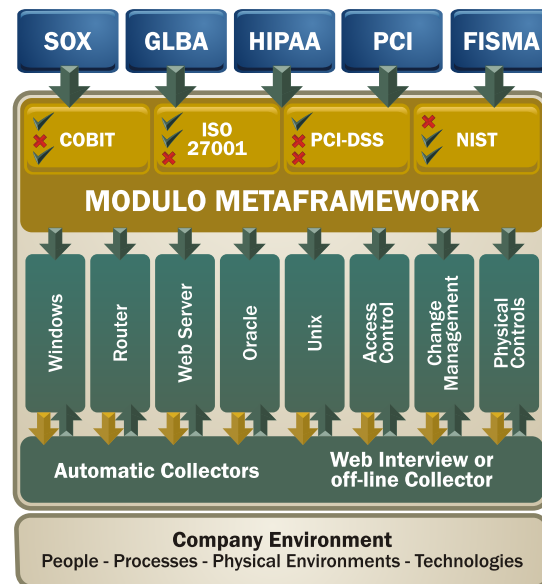 SOX
GLBA
HIPAA
PCI
FISMA
COBIT
ISO
27001
PCI-DSS
NIST
MODULO METAFRAMEWORK
Windows
Router
Web Server
Oracle
Unix
Access
Control
Change
Management
Physical
Controls
Automatic Collectors
Web Interview or
off-line Collector
Company Environment
People - Processes - Physical Environments - Technologies